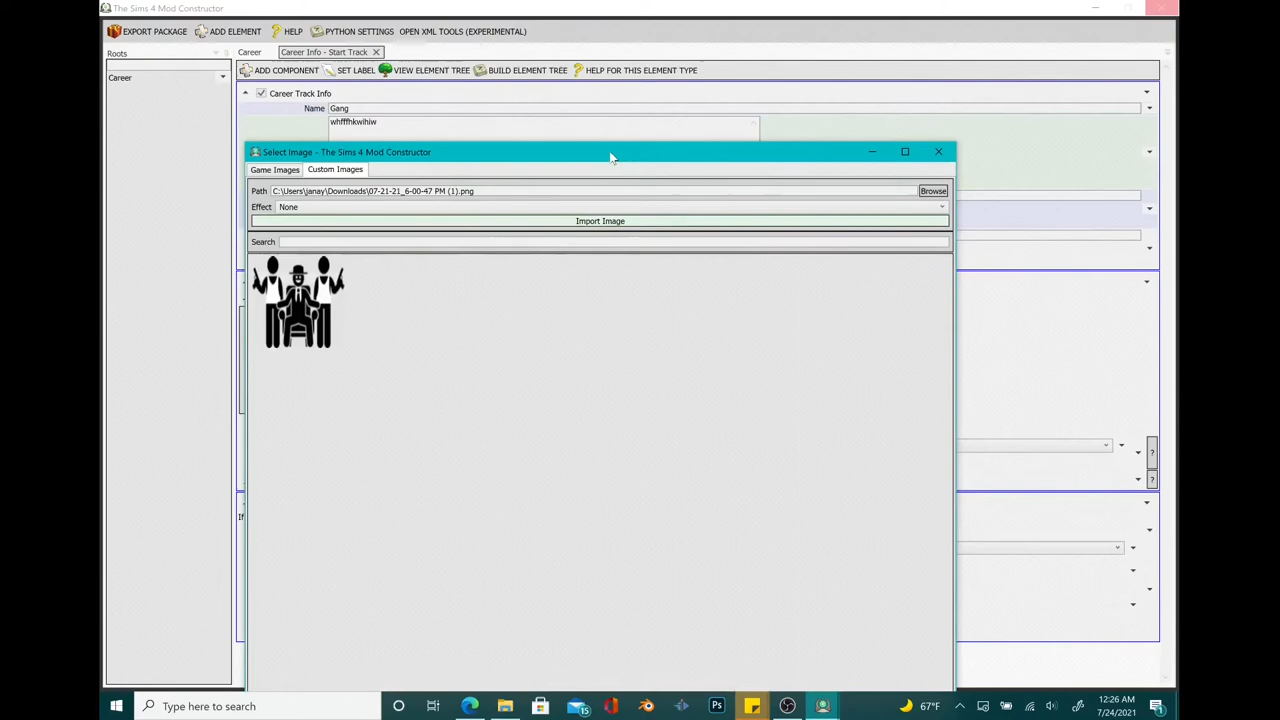 The Sims 4 Mod Constructor
EXPORT PACKAGE ADD ELEMENT HELP PYTHON SETTINGS OPEN XML TOOLS (EXPERIMENTAL)
Roots
Career
Career Career Info - Start Track
ADD COMPONENT SET LABEL VIEW ELEMENT TREE BUILD ELEMENT TREE HELP FOR THIS ELEMENT TYPE
Career Track Info
Name Gang
whfffhkwihiw
Select Image - The Sims 4 Mod Constructor
Game Images Custom Images
Path C:\Users\janay\Downloads\07-21-21_6-00-47 PM (1).png Browse
Effect None
Import Image
Search
?
?
If
Type here to search
15
Ps
67°F
12:26 AM
7/24/2021
1